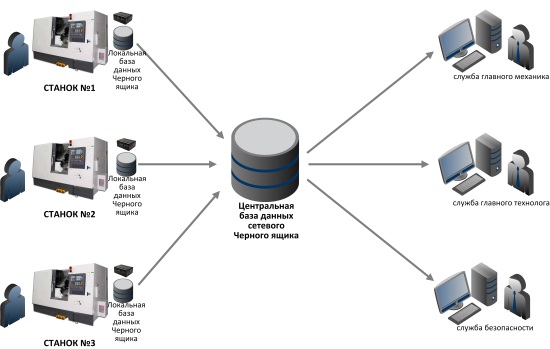 Локальная
база
данных
Черного
ящика
СТАНОК №1
служба главного механика
Локальная
база
данных
Черного
ящика
СТАНОК №2
Центральная
база данных
сетевого
Черного ящика
служба главного технолога
Локальная
база
данных
Черного
ящика
СТАНОК №3
служба безопасности